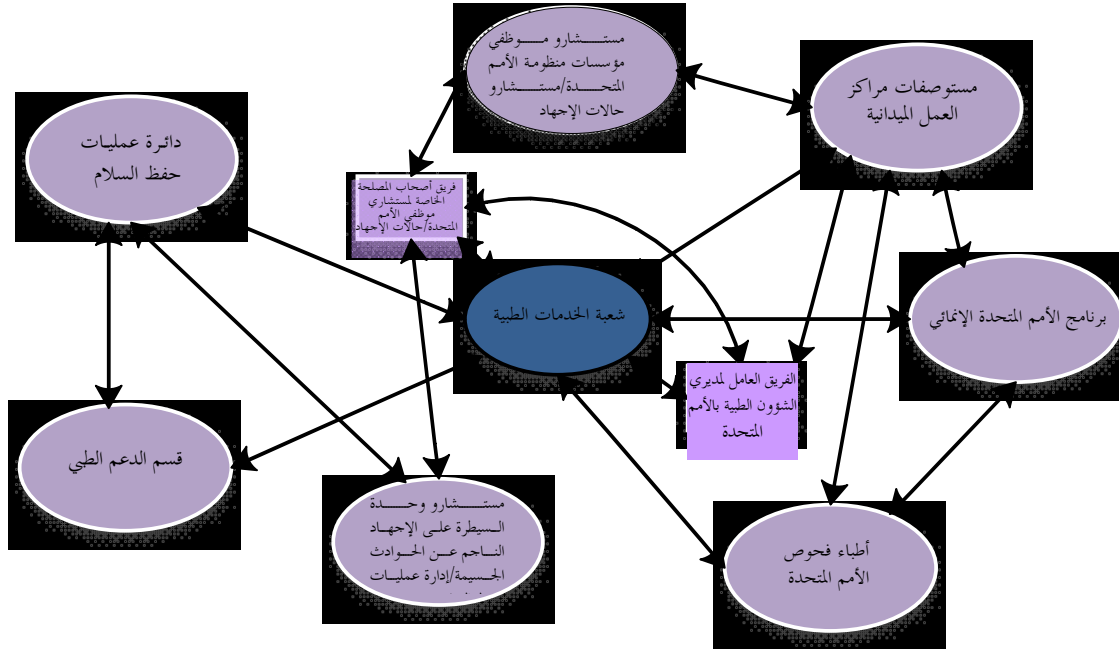 مستشارو موظفي
مؤسسات منظومة الأمم
المتحدة/مستشارو
حالات الإجهاد
مستوصفات مراكز
العمل الميدانية
دائرة عمليات
حفظ السلام
فريق أصحاب المصلحة
الخاصة لمستشاري
موظفي الأمم
المتحدة/حالات الإجهاد
شعبة الخدمات الطبية
برنامج الأمم المتحدة الإنمائي
الفريق العامل لمديري
الشؤون الطبية بالأمم
المتحدة
قسم الدعم الطبي
مستشارو وحدة
السيطرة على الإجهاد
الناجم عن الحوادث
الجسيمة/إدارة عمليات
أطباء فحوص
الأمم المتحدة